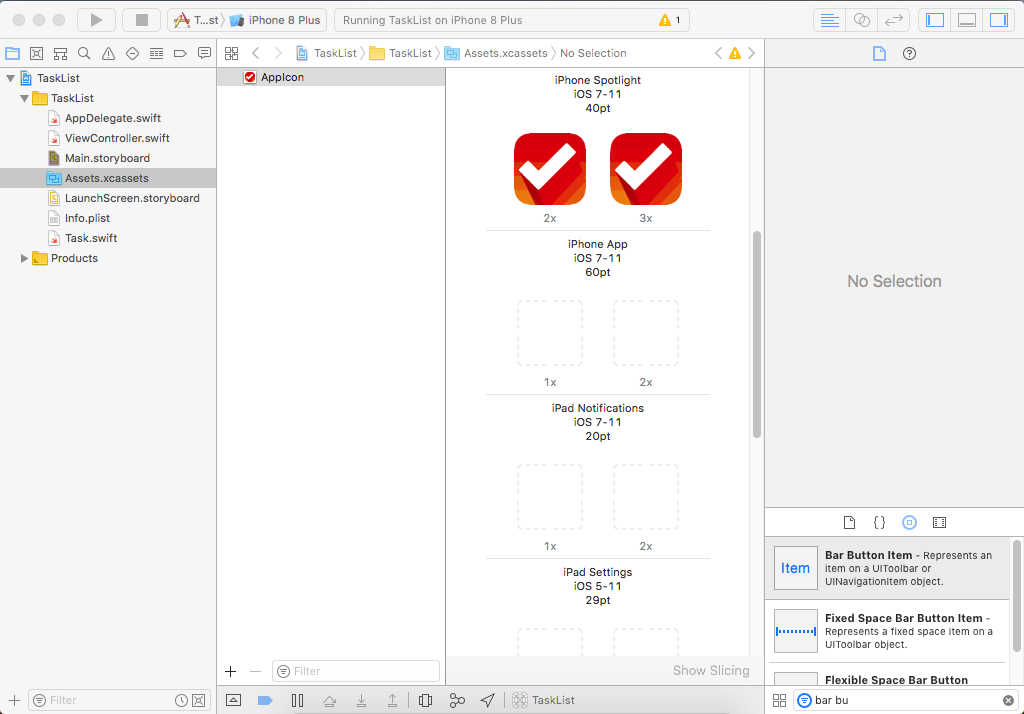 T...st
iPhone 8 Plus
Running TaskList on iPhone 8 Plus
1
TaskList
TaskList
Assets.xcassets
No Selection
TaskList
TaskList
AppDelegate.swift
ViewController.swift
Main.storyboard
Assets.xcassets
LaunchScreen.storyboard
Info.plist
Task.swift
Products
Filter
AppIcon
Filter
iPhone Spotlight
iOS 7-11
40pt
2x
3x
iPhone App
iOS 7-11
60pt
1x
2x
iPad Notifications
iOS 7-11
20pt
1x
2x
iPad Settings
iOS 5-11
29pt
Show Slicing
TaskList
No Selection
Item
Bar Button Item - Represents an
item on a UIToolbar or
UINavigationItem object.
Fixed Space Bar Button Item -
Represents a fixed space item on a
UIToolbar object.
Flexible Space Bar Button
bar bu